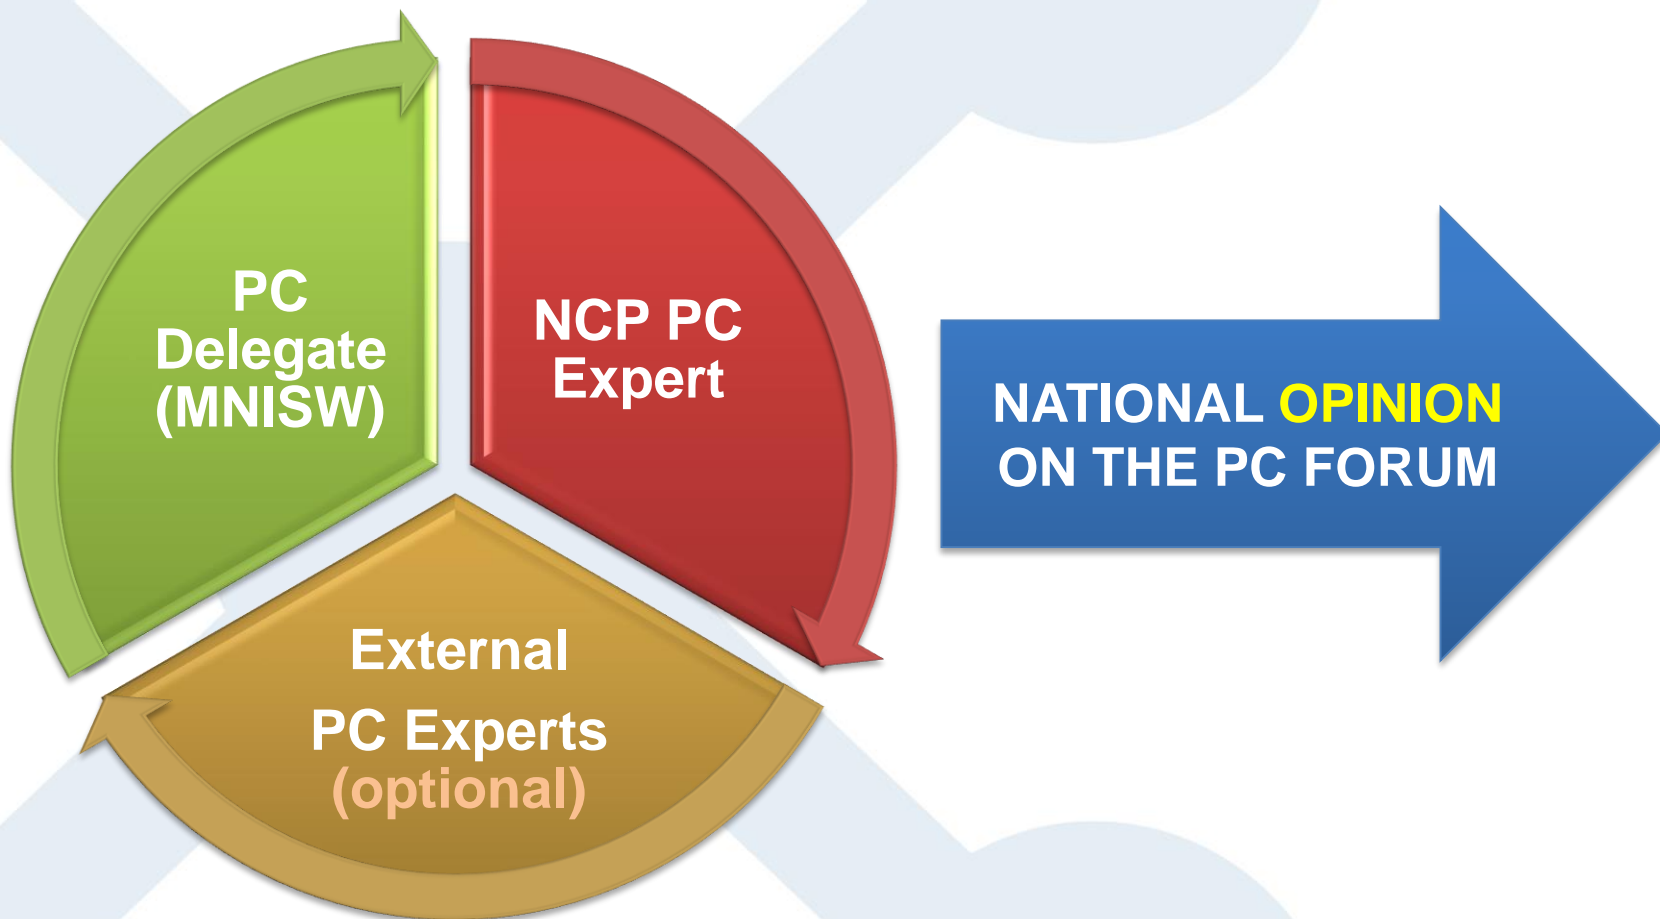 PC
Delegate
(MNISW)
NCP PC
Expert
External
PC Experts
(optional)
NATIONAL OPINION
ON THE PC FORUM